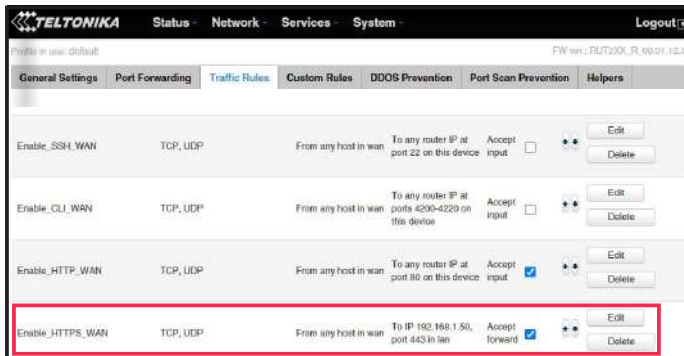 TELTONIKA Status Network Services System Logout
Profile in use: default FW ver.: RUT2XX_R_00.01.12.
General Settings Port Forwarding Traffic Rules Custom Rules DDOS Prevention Port Scan Prevention Helpers
Enable_SSH_WAN TCP, UDP From any host in wan To any router IP at port 22 on this device Accept input Edit Delete
Enable_CLI_WAN TCP, UDP From any host in wan To any router IP at ports 4200-4220 on this device Accept input Edit Delete
Enable_HTTP_WAN TCP, UDP From any host in wan To any router IP at port 80 on this device Accept input Edit Delete
Enable_HTTPS_WAN TCP, UDP From any host in wan To IP 192.168.1.50, port 443 in lan Accept forward Edit Delete